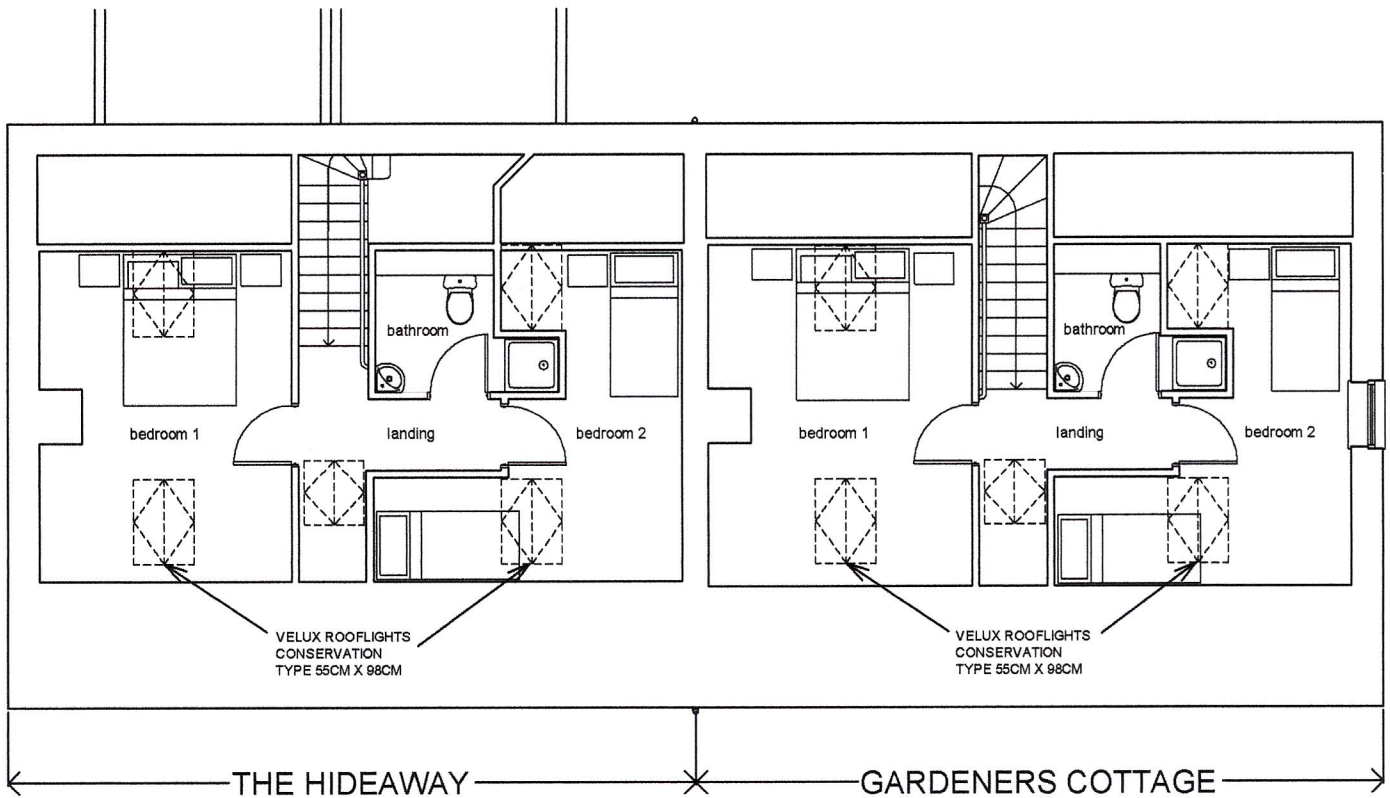 bathroom
bathroom
bedroom 1
landing
bedroom 2
bedroom 1
landing
bedroom 2
VELUX ROOFLIGHTS
CONSERVATION
TYPE 55CM X 98CM
VELUX ROOFLIGHTS
CONSERVATION
TYPE 55CM X 98CM
THE HIDEAWAY
GARDENERS COTTAGE